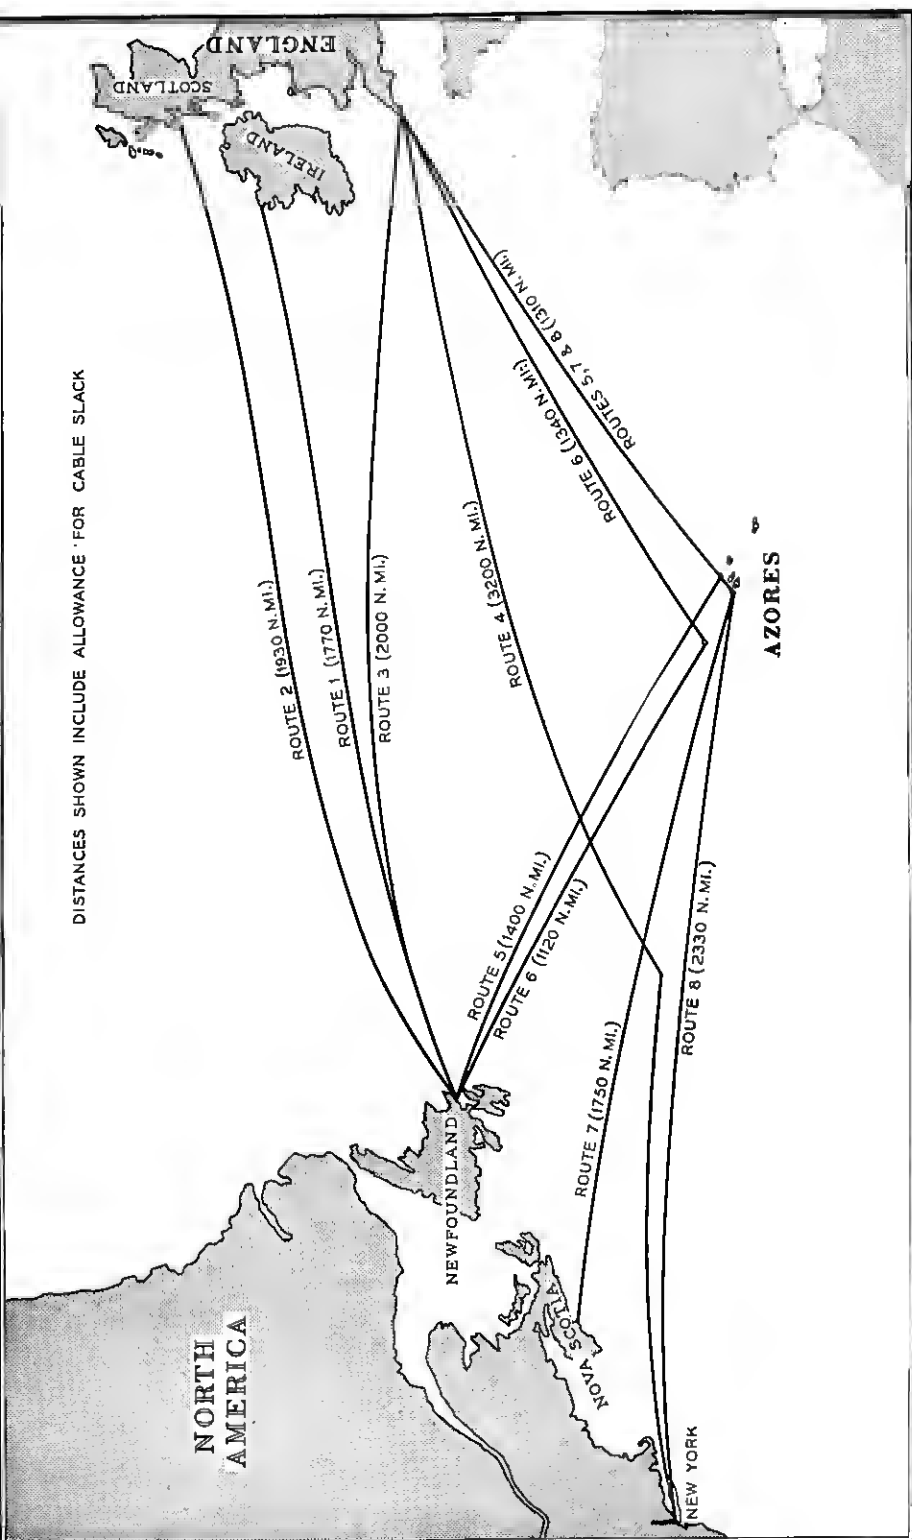 DISTANCES SHOWN INCLUDE ALLOWANCE FOR CABLE SLACK
NORTH
AMERICA
NEWFOUNDLAND
NOVA SCOTIA
NEW YORK
SCOTLAND
ENGLAND
IRELAND
AZORES
ROUTE 2 (1930 N.MI.)
ROUTE 1 (1770 N. MI.)
ROUTE 3 (2000 N. MI.)
ROUTE 4 (3200 N. MI.)
ROUTE 6 (1340 N. MI.)
ROUTES 5,7 & 8 (1310 N. MI.)
ROUTE 5 (1400 N. MI.)
ROUTE 6 (1120 N.MI.)
ROUTE 7 (1750 N. MI.)
ROUTE 8 (2330 N. MI.)